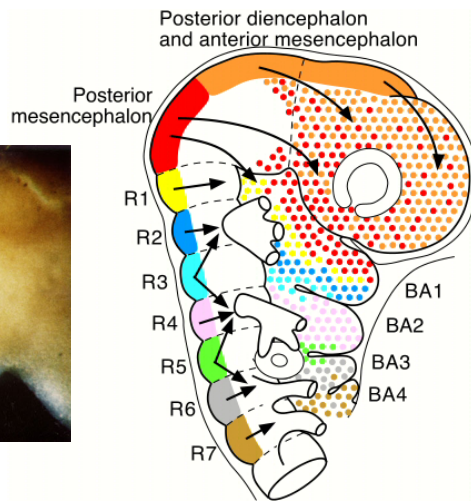 Posterior diencephalon
and anterior mesencephalon
Posterior
mesencephalon
R1
R2
R3
R4
R5
R6
R7
BA1
BA2
BA3
BA4